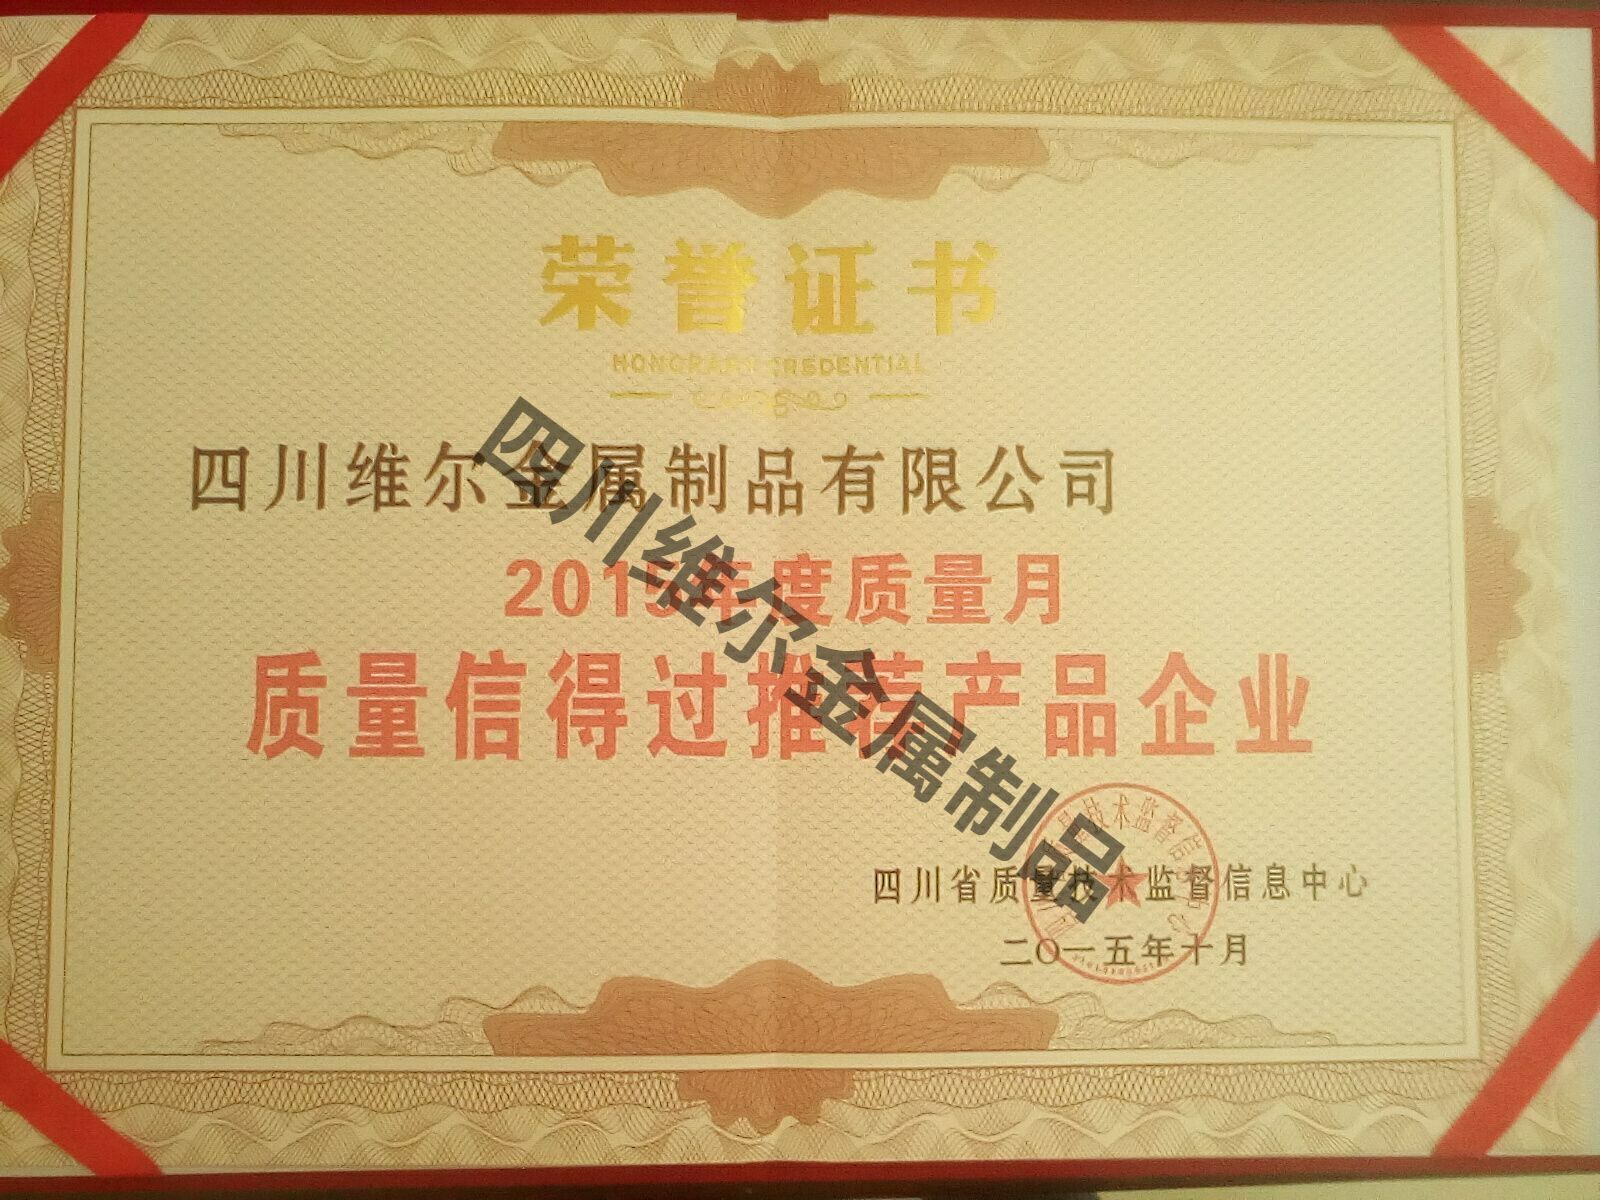 荣誉证书
HONORARY CREDENTIAL
四川维尔金属制品有限公司
2015年度质量月
质量信得过推荐产品企业
四川维尔金属制品
四川省质量技术监督信息中心
二〇一五年十月